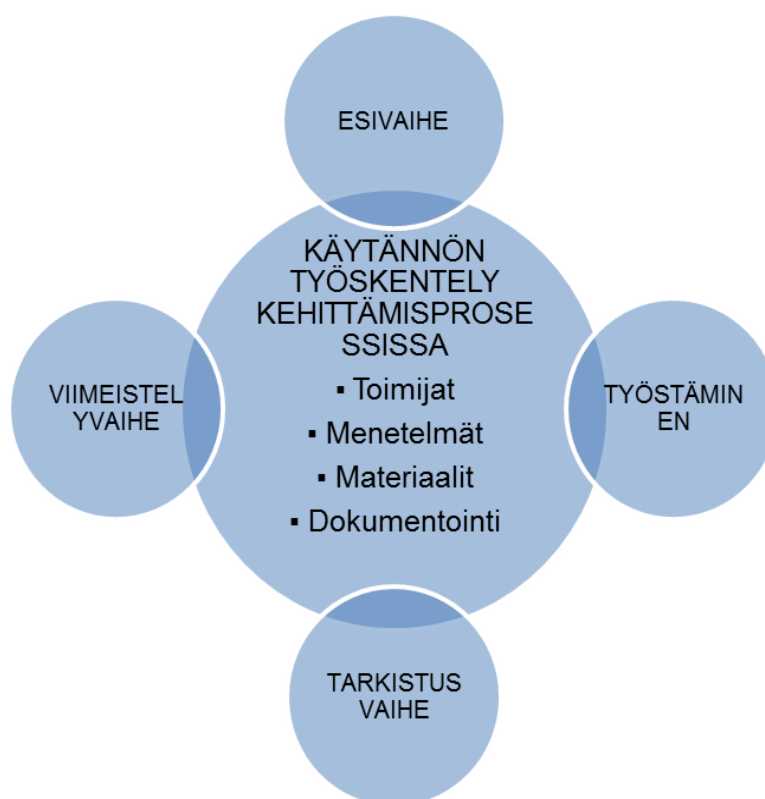 ESIVAIHE
KÄYTÄNNÖN
TYÖSKENTELY
KEHITTÄMISPROSE
SSISSA
▪ Toimijat
▪ Menetelmät
▪ Materiaalit
▪ Dokumentointi
VIIMEISTEL
YVAIHE
TYÖSTÄMIN
EN
TARKISTUS
VAIHE